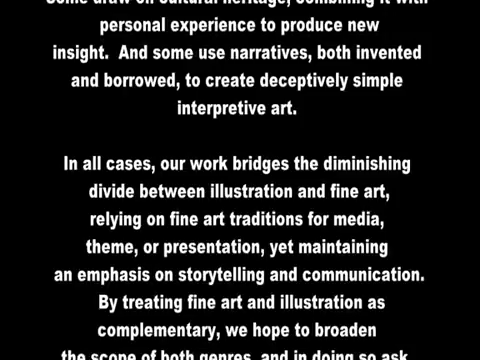 Some draw on cultural heritage, combining it with
personal experience to produce new
insight.  And some use narratives, both invented
and borrowed, to create deceptively simple
interpretive art.
In all cases, our work bridges the diminishing
divide between illustration and fine art,
relying on fine art traditions for media,
theme, or presentation, yet maintaining
an emphasis on storytelling and communication.
By treating fine art and illustration as
complementary, we hope to broaden
the scope of both genres, and in doing so ask